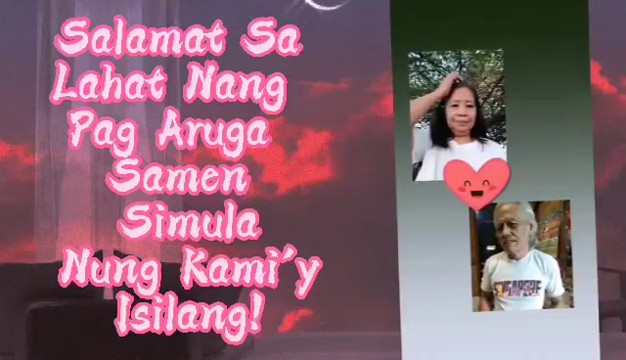 Salamat Sa
Lahat Nang
Pag Aruga
Samen
Simula
Nung Kami'y
Isilang!